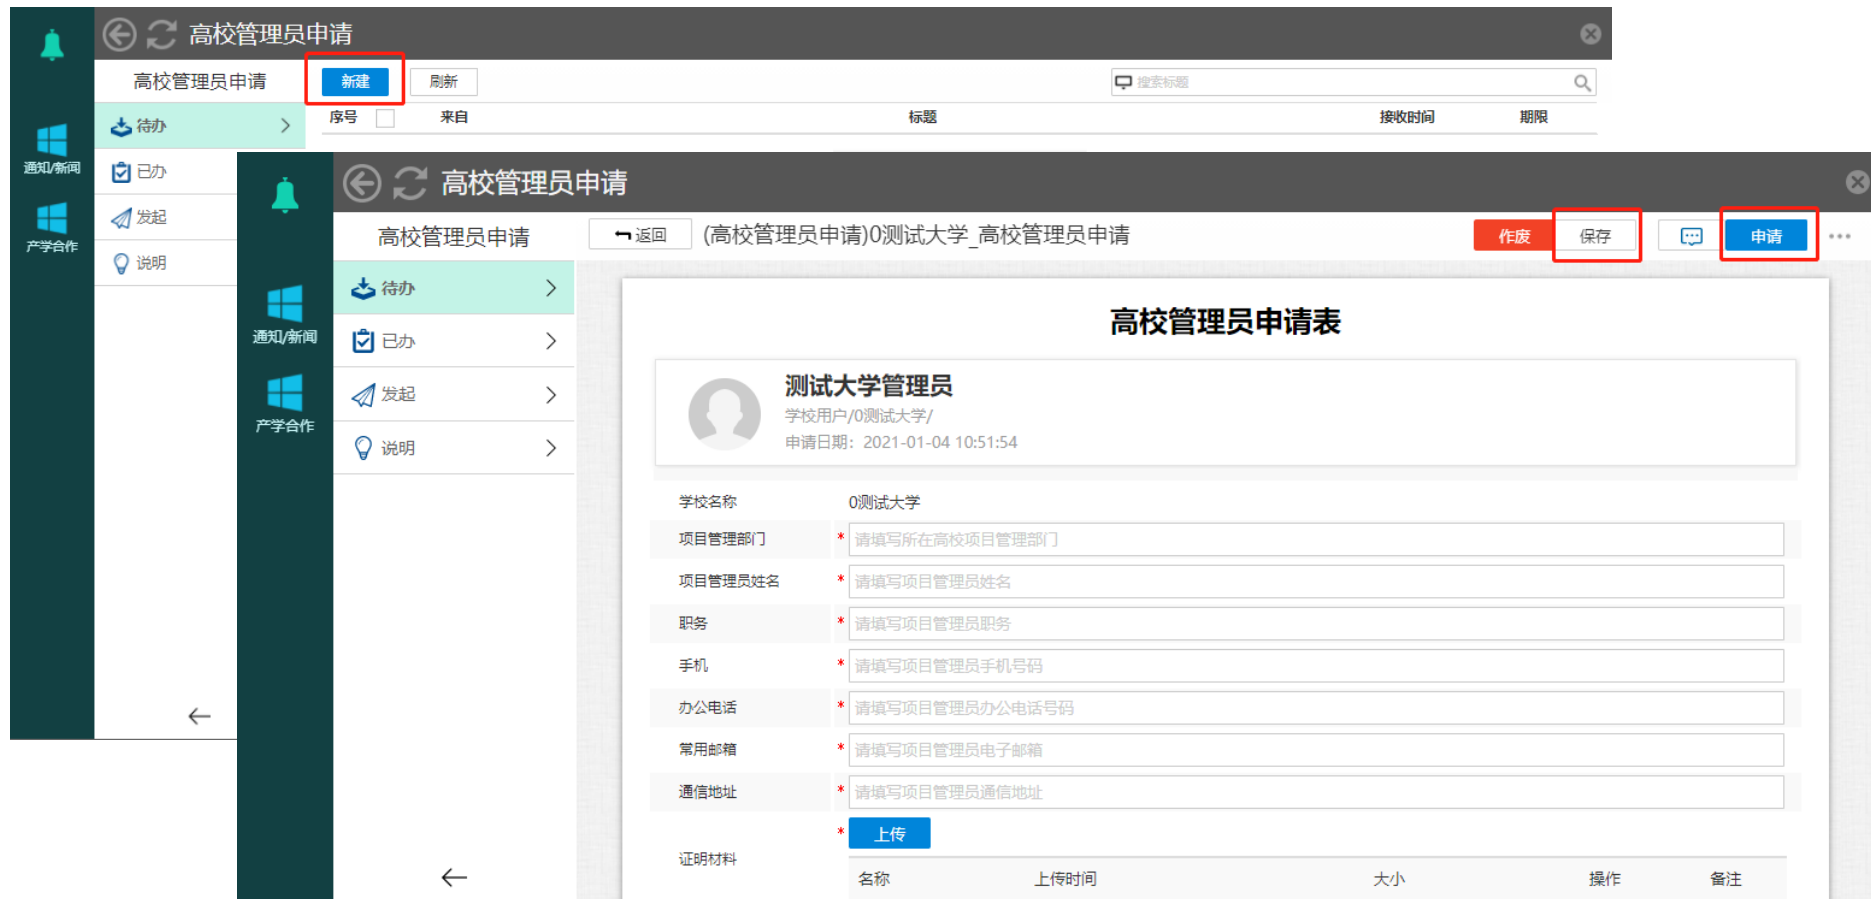 高校管理员申请
高校管理员申请 新建 刷新 搜索标题
序号 来自 标题 接收时间 期限
待办
已办
发起
说明
通知/新闻
产学合作
高校管理员申请
高校管理员申请 返回 (高校管理员申请)0测试大学_高校管理员申请 作废 保存 申请
待办
已办
发起
说明
通知/新闻
产学合作
高校管理员申请表
测试大学管理员
学校用户/0测试大学/
申请日期：2021-01-04 10:51:54
学校名称 0测试大学
项目管理部门 * 请填写所在高校项目管理部门
项目管理员姓名 * 请填写项目管理员姓名
职务 * 请填写项目管理员职务
手机 * 请填写项目管理员手机号码
办公电话 * 请填写项目管理员办公电话号码
常用邮箱 * 请填写项目管理员电子邮箱
通信地址 * 请填写项目管理员通信地址
证明材料 * 上传
名称 上传时间 大小 操作 备注